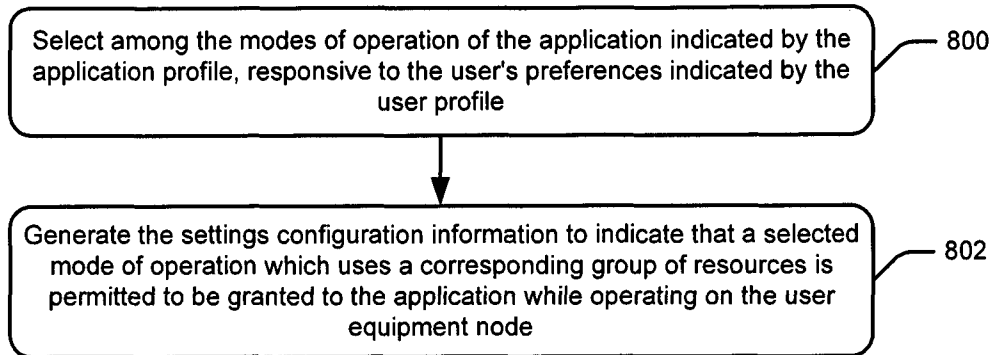 Select among the modes of operation of the application indicated by the
application profile, responsive to the user's preferences indicated by the
user profile
800
Generate the settings configuration information to indicate that a selected
mode of operation which uses a corresponding group of resources is
permitted to be granted to the application while operating on the user
equipment node
802